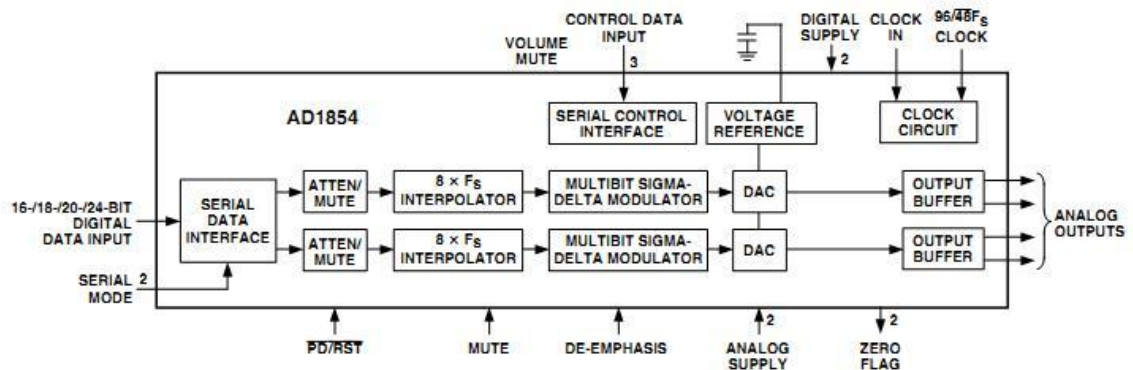 CONTROL DATA
INPUT
VOLUME
MUTE
3
DIGITAL
SUPPLY
2
CLOCK
IN
96/48FS
CLOCK
AD1854
SERIAL CONTROL
INTERFACE
VOLTAGE
REFERENCE
CLOCK
CIRCUIT
16-/18-/20-/24-BIT
DIGITAL
DATA INPUT
SERIAL
DATA
INTERFACE
ATTEN/
MUTE
8 × FS
INTERPOLATOR
MULTIBIT SIGMA-
DELTA MODULATOR
DAC
OUTPUT
BUFFER
ATTEN/
MUTE
8 × FS
INTERPOLATOR
MULTIBIT SIGMA-
DELTA MODULATOR
DAC
OUTPUT
BUFFER
ANALOG
OUTPUTS
SERIAL
MODE
2
PD/RST
MUTE
DE-EMPHASIS
2
ANALOG
SUPPLY
2
ZERO
FLAG